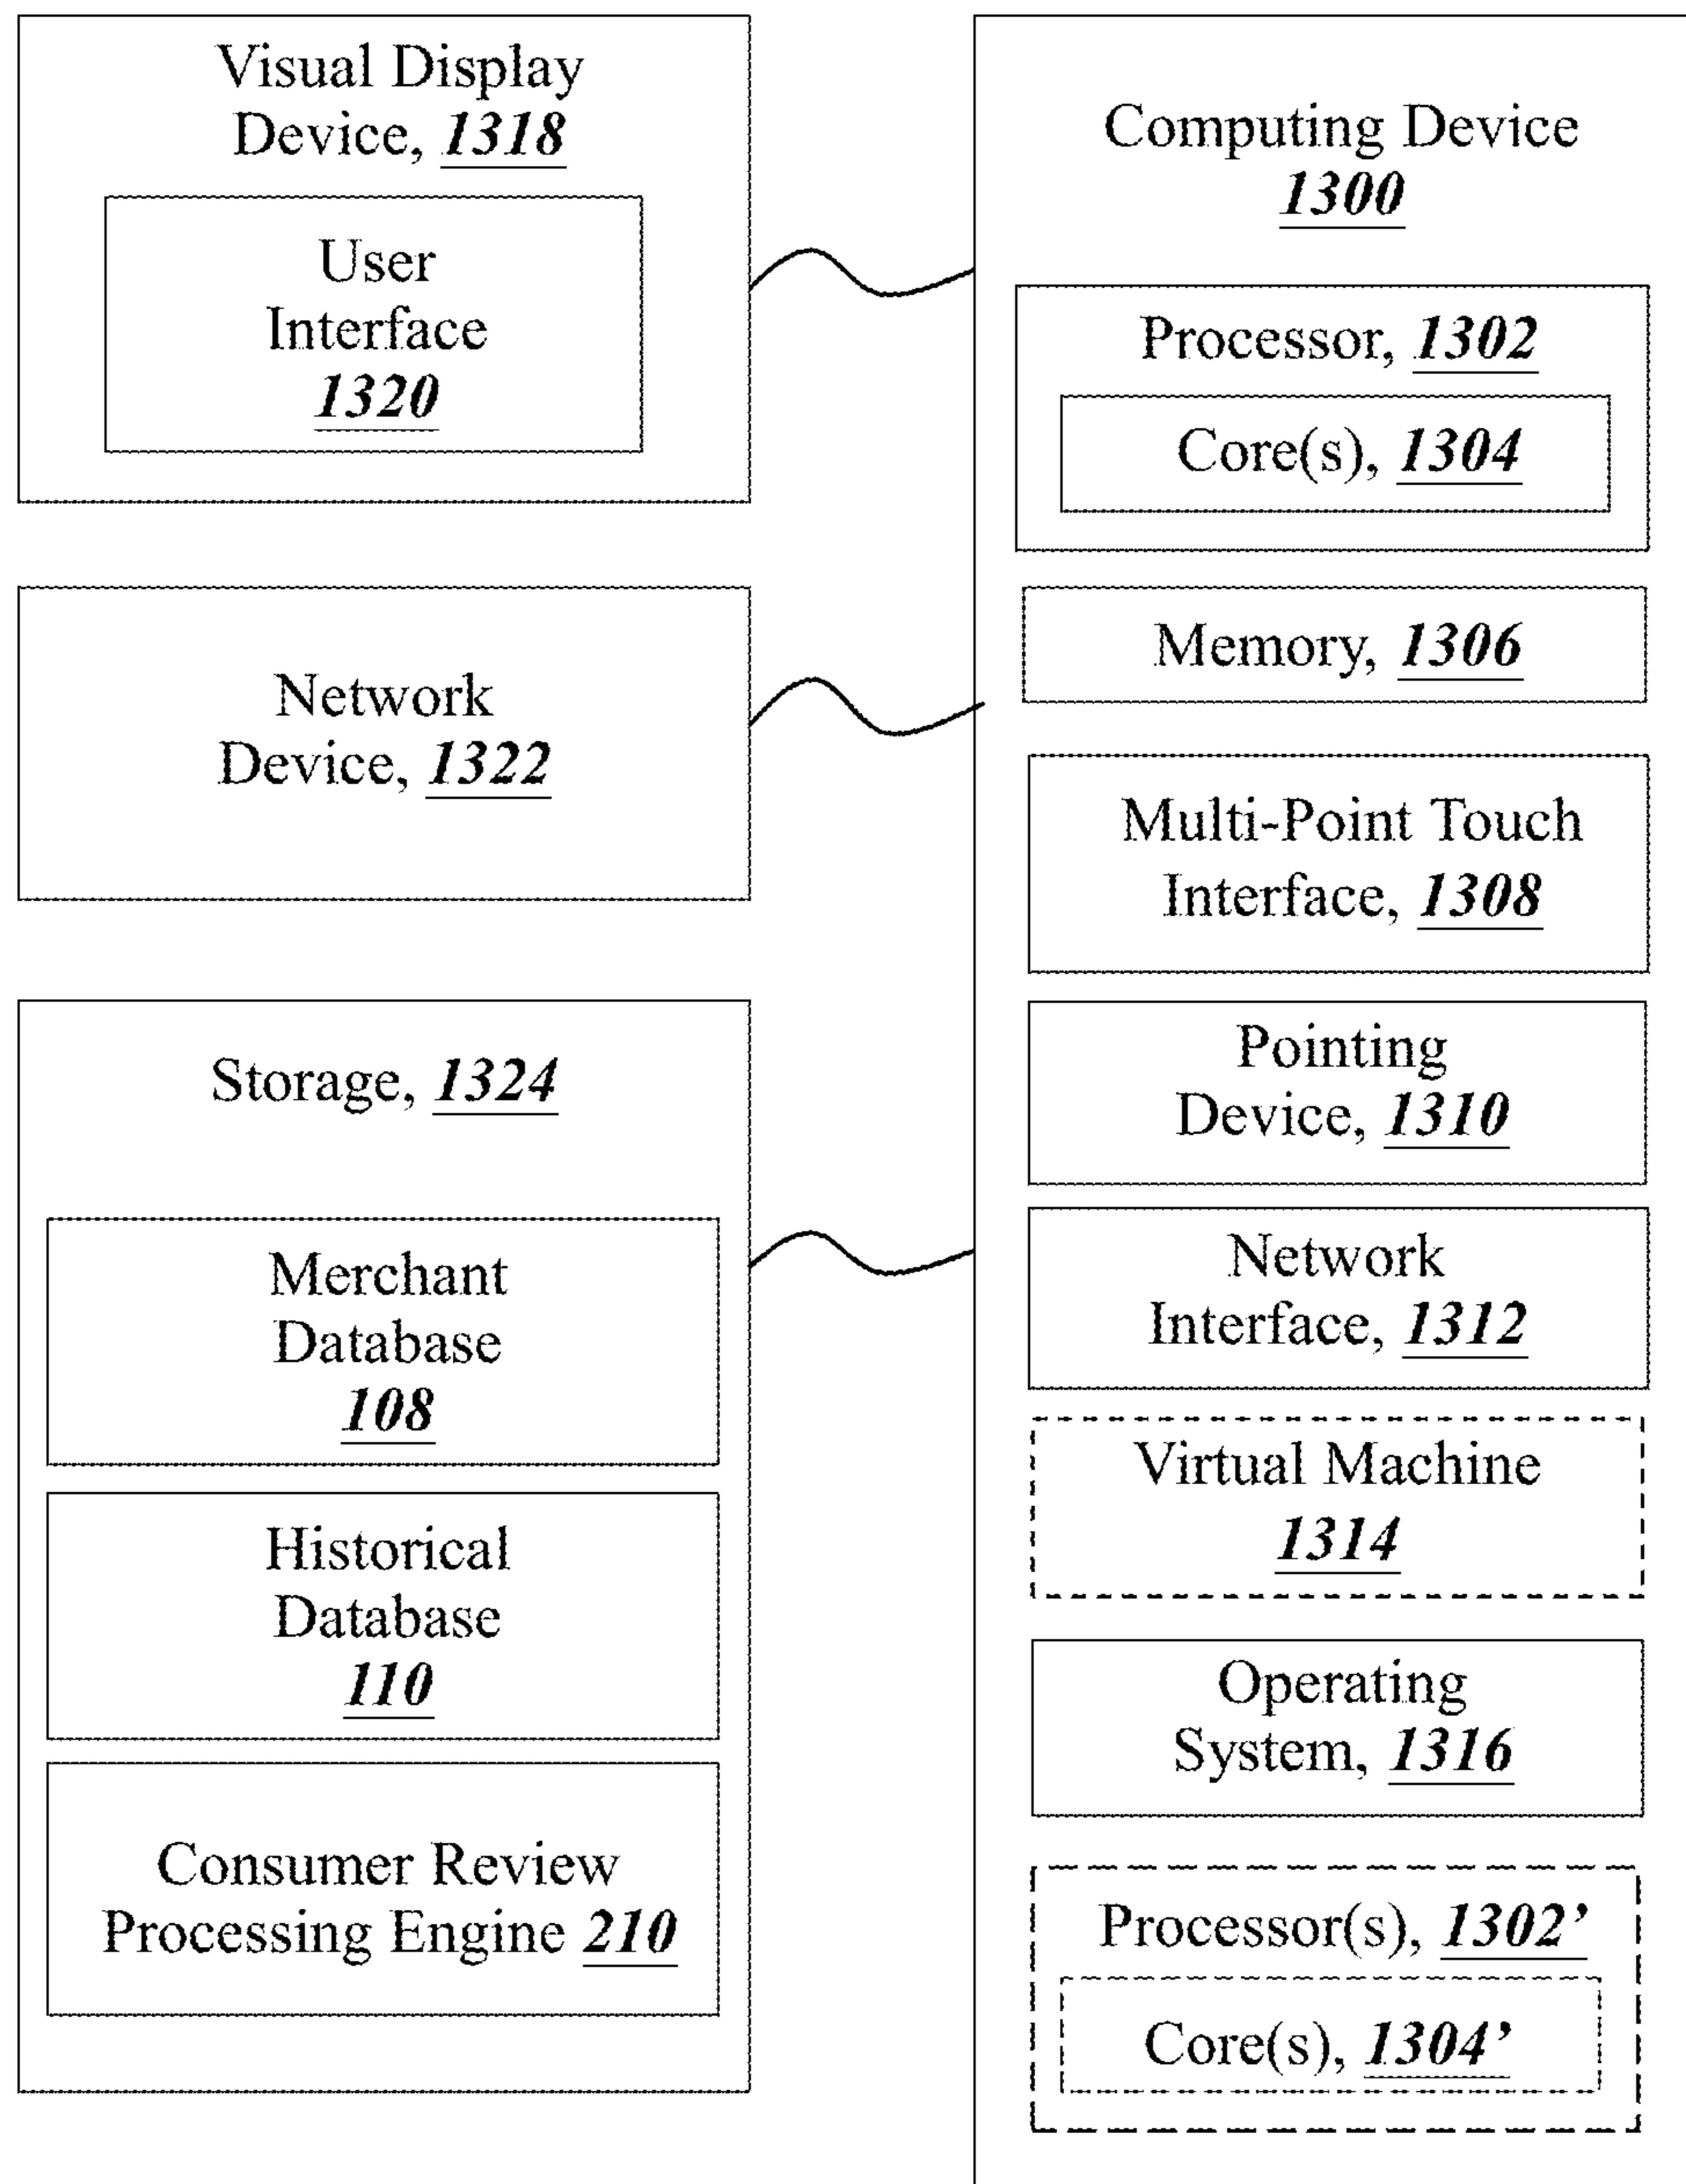 Visual Display
Device, 1318
User
Interface
1320
Network
Device, 1322
Storage, 1324
Merchant
Database
108
Historical
Database
110
Consumer Review
Processing Engine 210
Computing Device
1300
Processor, 1302
Core(s), 1304
Memory, 1306
Multi-Point Touch
Interface, 1308
Pointing
Device, 1310
Network
Interface, 1312
Virtual Machine
1314
Operating
System, 1316
Processor(s), 1302’
Core(s), 1304’